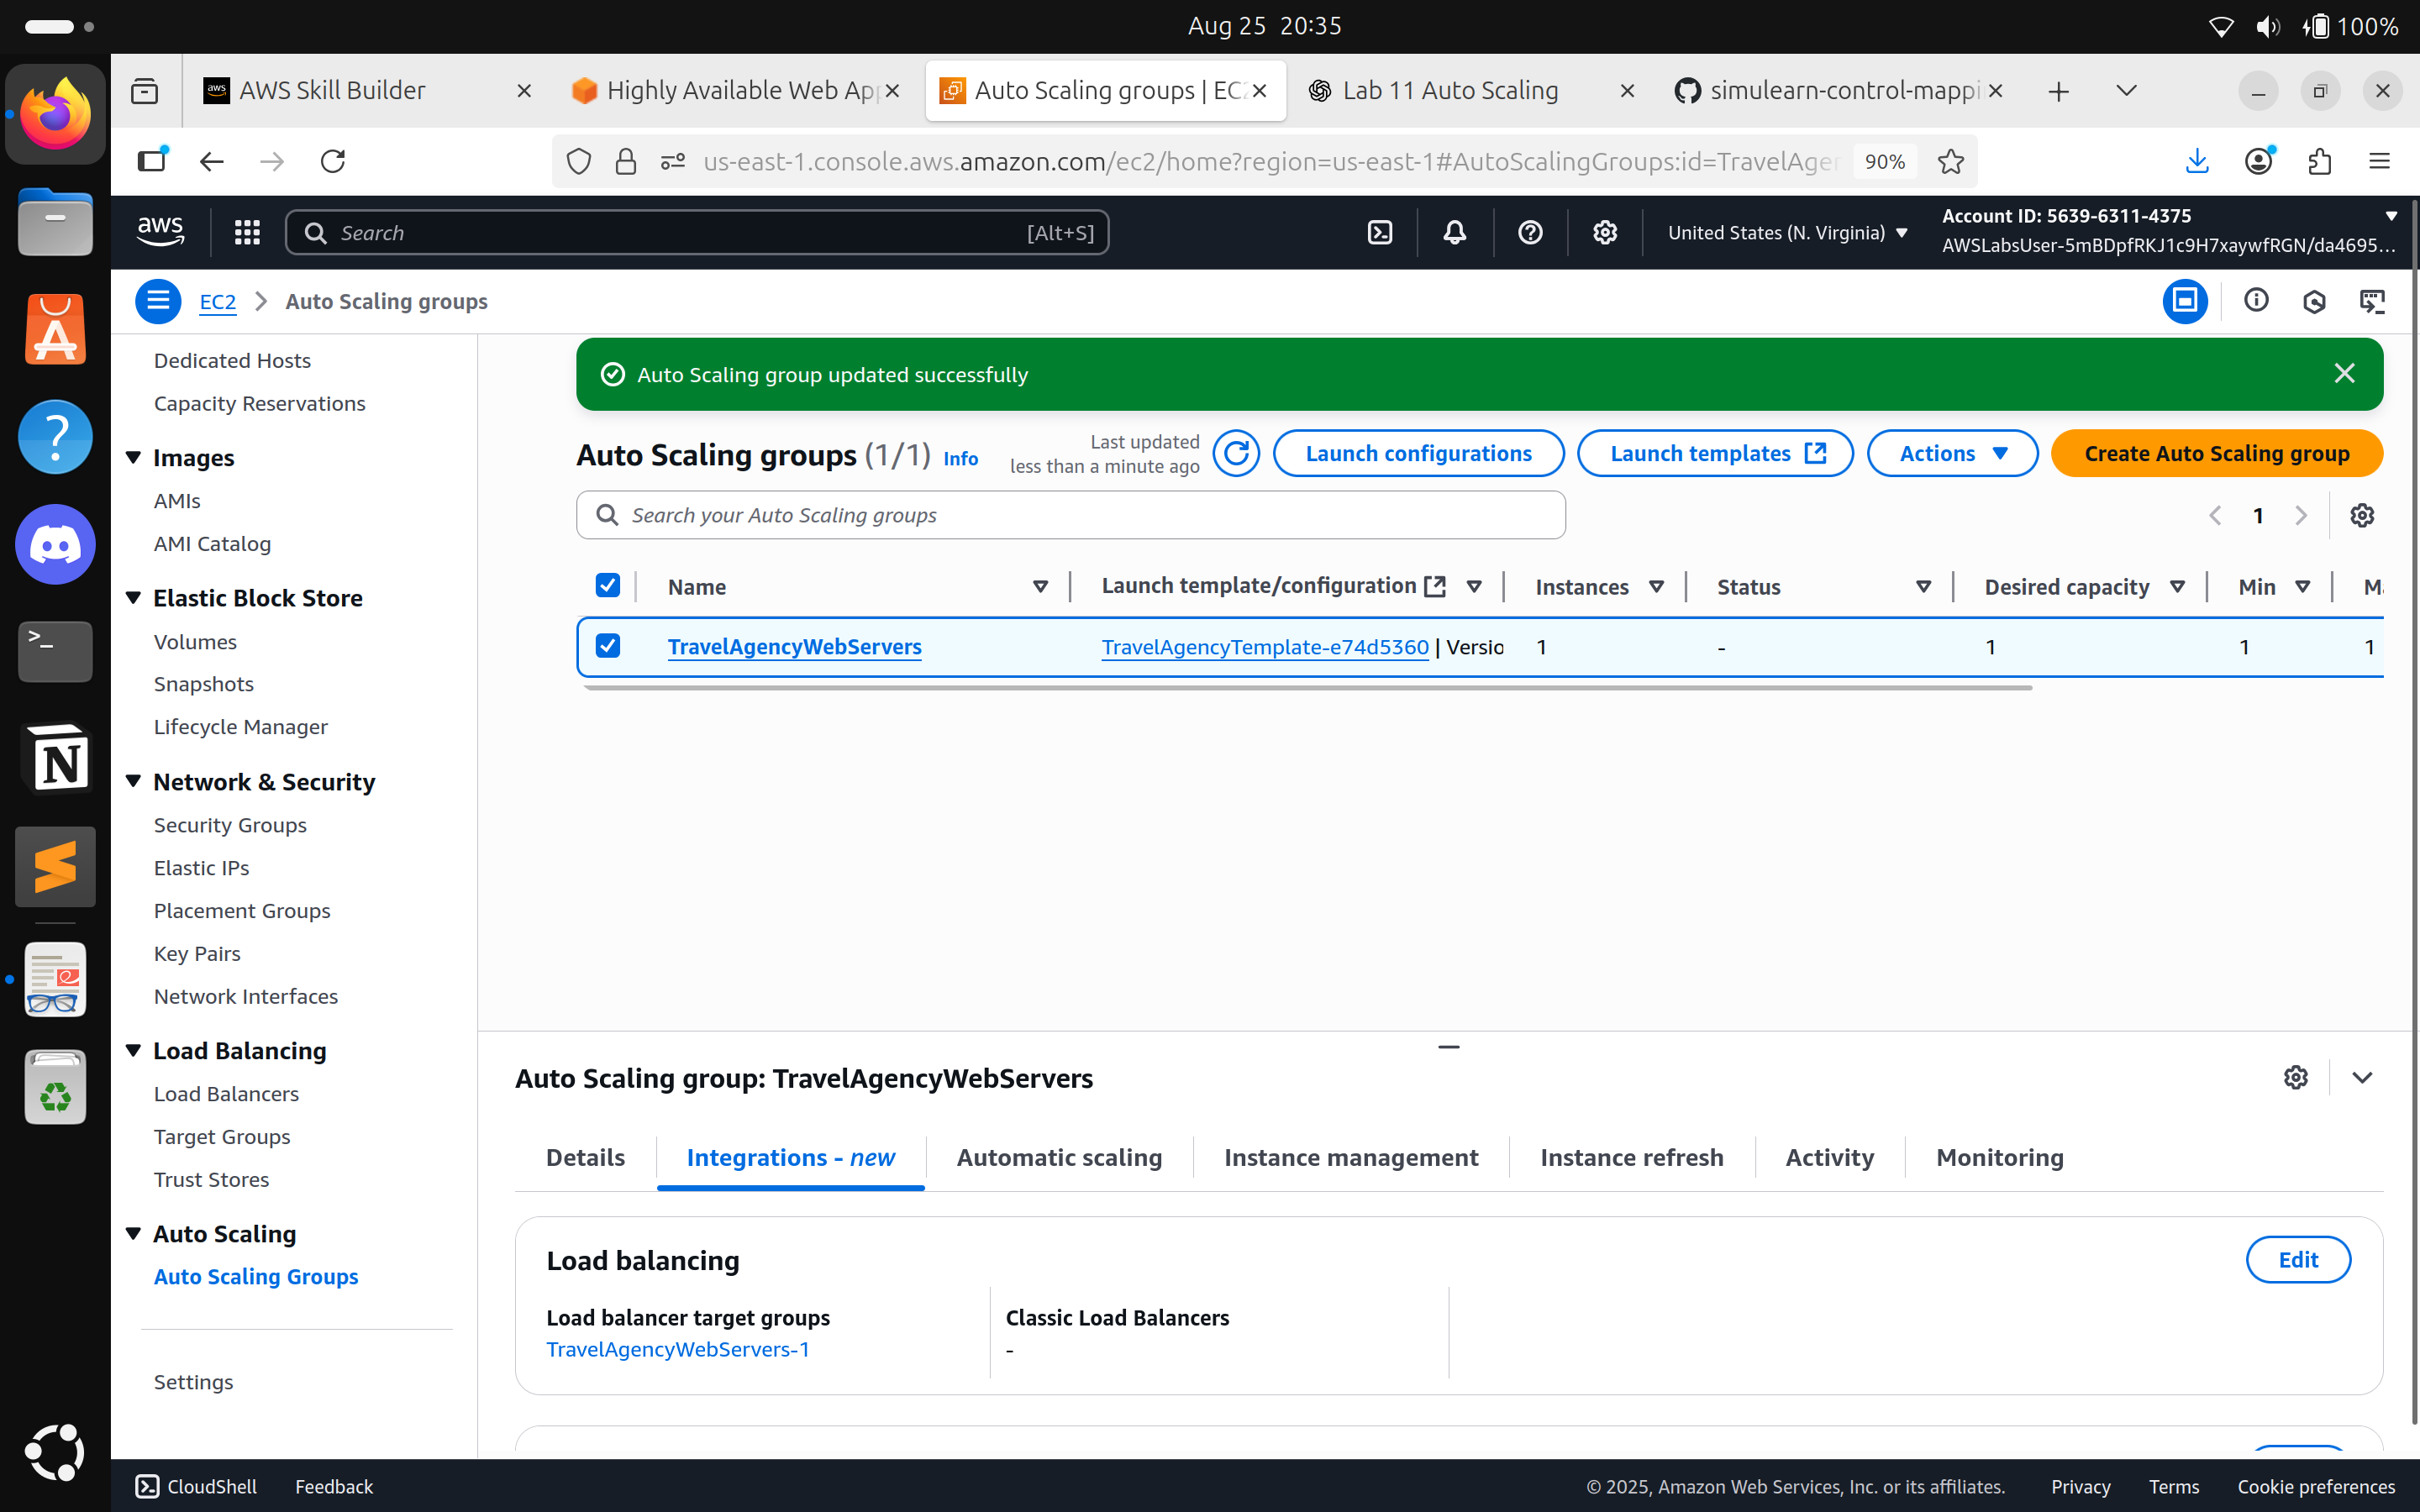 Aug 25 20:35
100%
AWS Skill Builder
Highly Available Web App
Auto Scaling groups | EC2
Lab 11 Auto Scaling
simulearn-control-mappi
us-east-1.console.aws.amazon.com/ec2/home?region=us-east-1#AutoScalingGroups:id=TravelAger
90%
aws
Search
[Alt+S]
United States (N. Virginia)
Account ID: 5639-6311-4375
AWSLabsUser-5mBDpfRKJ1c9H7xaywfRGN/da4695...
EC2
Auto Scaling groups
Dedicated Hosts
Capacity Reservations
Images
AMIs
AMI Catalog
Elastic Block Store
Volumes
Snapshots
Lifecycle Manager
Network & Security
Security Groups
Elastic IPs
Placement Groups
Key Pairs
Network Interfaces
Load Balancing
Load Balancers
Target Groups
Trust Stores
Auto Scaling
Auto Scaling Groups
Settings
Auto Scaling group updated successfully
Auto Scaling groups (1/1) Info
Last updated
less than a minute ago
Launch configurations
Launch templates
Actions
Create Auto Scaling group
Search your Auto Scaling groups
1
Name
Launch template/configuration
Instances
Status
Desired capacity
Min
Ma
TravelAgencyWebServers
TravelAgencyTemplate-e74d5360 | Versio
1
-
1
1
1
Auto Scaling group: TravelAgencyWebServers
Details
Integrations - new
Automatic scaling
Instance management
Instance refresh
Activity
Monitoring
Load balancing
Edit
Load balancer target groups
TravelAgencyWebServers-1
Classic Load Balancers
-
CloudShell
Feedback
© 2025, Amazon Web Services, Inc. or its affiliates.
Privacy
Terms
Cookie preferences